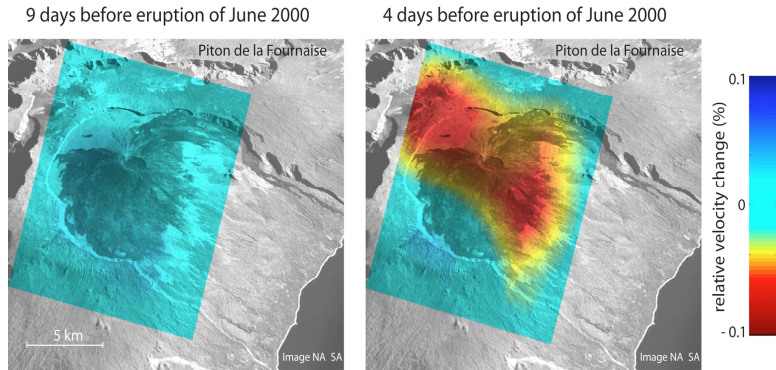 9 days before eruption of June 2000
4 days before eruption of June 2000
Piton de la Fournaise
Piton de la Fournaise
5 km
Image NA SA
Image NA SA
0.1
0
- 0.1
relative velocity change (%)